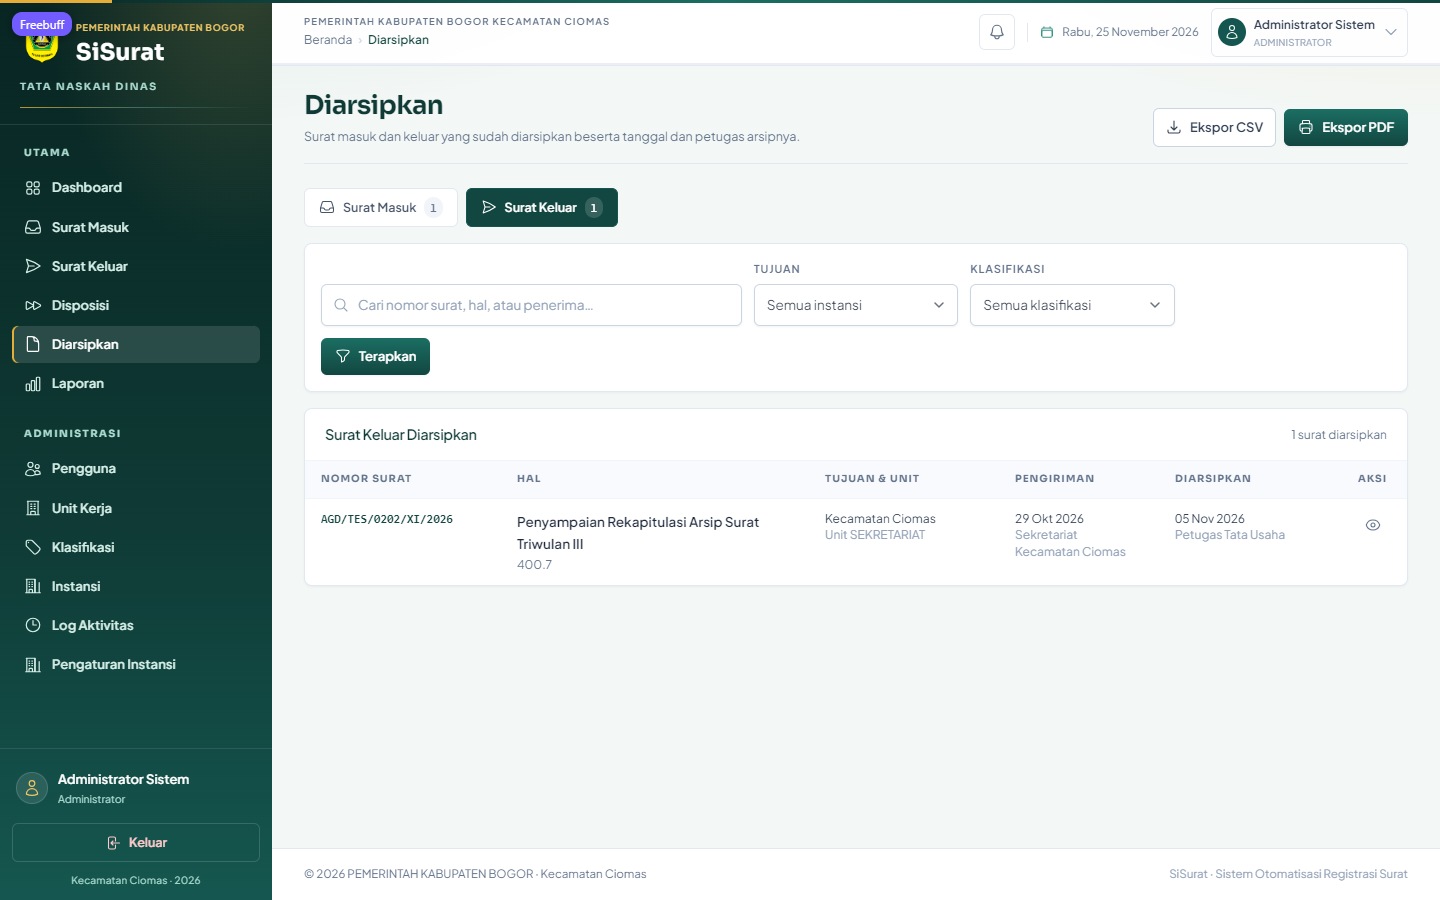 Freebuff
PEMERINTAH KABUPATEN BOGOR
SiSurat
TATA NASKAH DINAS
UTAMA
Dashboard
Surat Masuk
Surat Keluar
Disposisi
Diarsipkan
Laporan
ADMINISTRASI
Pengguna
Unit Kerja
Klasifikasi
Instansi
Log Aktivitas
Pengaturan Instansi
Administrator Sistem
Administrator
Keluar
Kecamatan Ciomas · 2026
PEMERINTAH KABUPATEN BOGOR KECAMATAN CIOMAS
Beranda › Diarsipkan
Rabu, 25 November 2026
Administrator Sistem
ADMINISTRATOR
Diarsipkan
Surat masuk dan keluar yang sudah diarsipkan beserta tanggal dan petugas arsipnya.
Ekspor CSV
Ekspor PDF
Surat Masuk 1
Surat Keluar 1
TUJUAN
KLASIFIKASI
Cari nomor surat, hal, atau penerima...
Semua instansi
Semua klasifikasi
Terapkan
Surat Keluar Diarsipkan
1 surat diarsipkan
NOMOR SURAT HAL TUJUAN & UNIT PENGIRIMAN DIARSIPKAN AKSI
AGD/TES/0202/XI/2026
Penyampaian Rekapitulasi Arsip Surat
Triwulan III
400.7
Kecamatan Ciomas
Unit SEKRETARIAT
29 Okt 2026
Sekretariat
Kecamatan Ciomas
05 Nov 2026
Petugas Tata Usaha
© 2026 PEMERINTAH KABUPATEN BOGOR · Kecamatan Ciomas
SiSurat · Sistem Otomatisasi Registrasi Surat